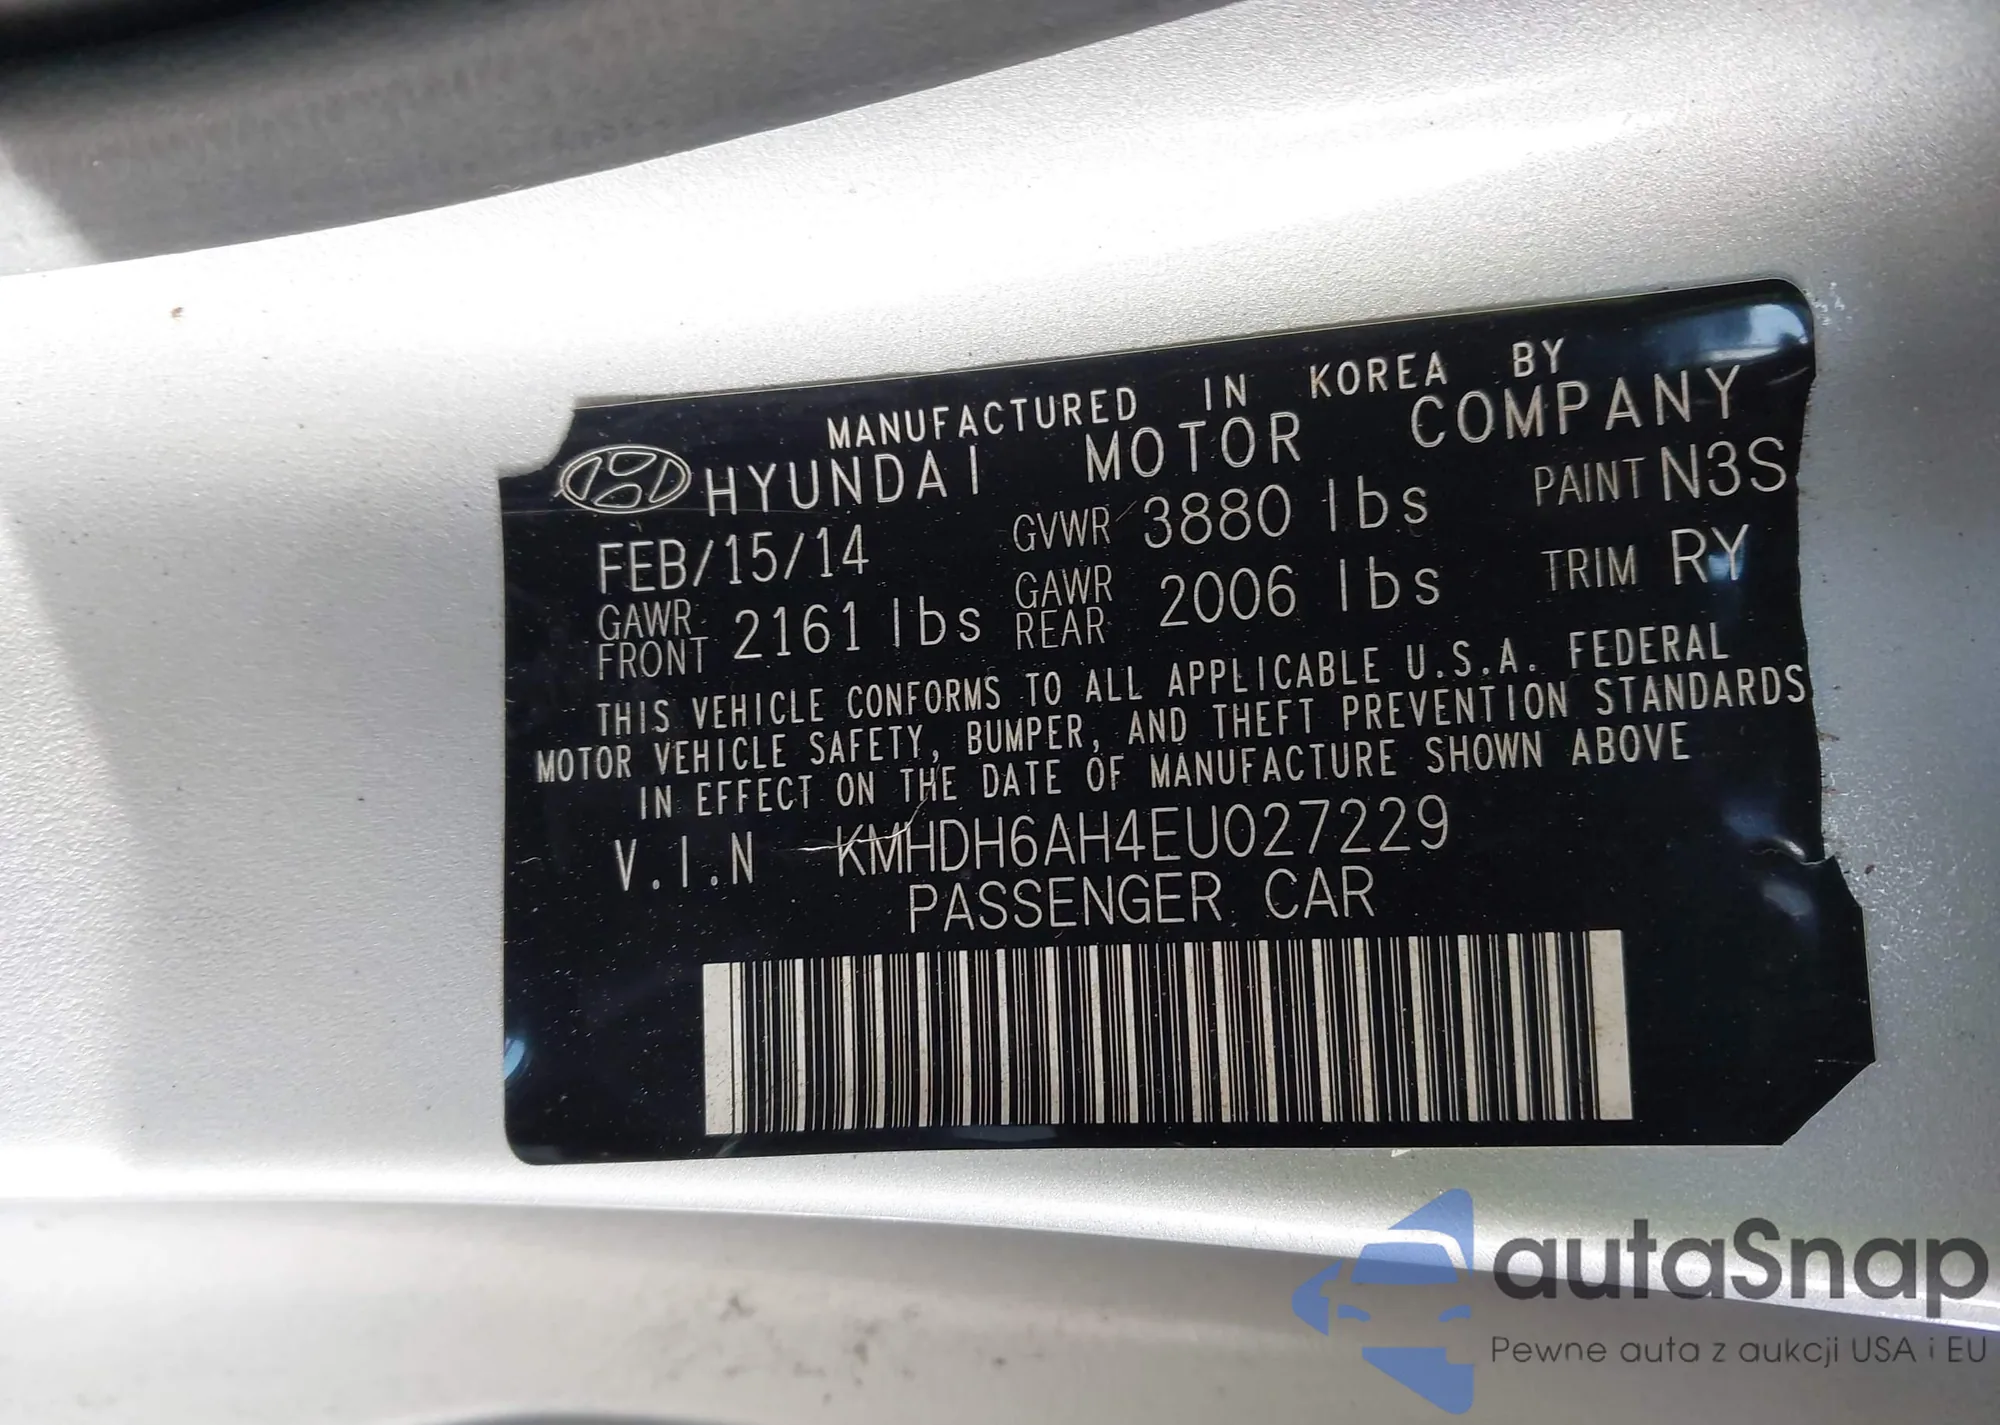 MANUFACTURED IN KOREA BY
HYUNDAI MOTOR COMPANY
FEB/15/14 GVWR 3880 lbs PAINT N3S
GAWR FRONT 2161 lbs GAWR REAR 2006 lbs TRIM RY
THIS VEHICLE CONFORMS TO ALL APPLICABLE U.S.A. FEDERAL
MOTOR VEHICLE SAFETY, BUMPER, AND THEFT PREVENTION STANDARDS
IN EFFECT ON THE DATE OF MANUFACTURE SHOWN ABOVE
V.I.N KMHDH6AH4EU027229
PASSENGER CAR
autaSnap
Pewne auta z aukcji USA i EU